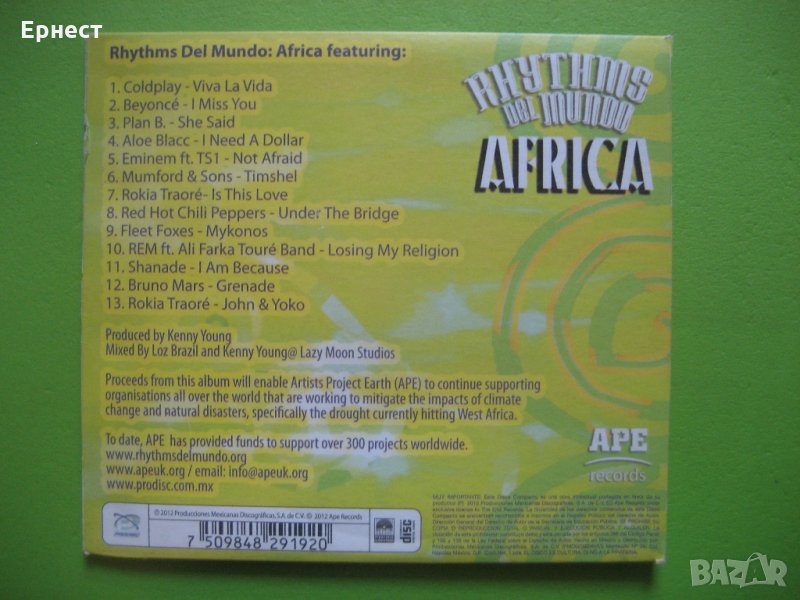 Ернест
Rhythms Del Mundo: Africa featuring:
1. Coldplay - Viva La Vida
2. Beyoncé - I Miss You
3. Plan B. - She Said
4. Aloe Blacc - I Need A Dollar
5. Eminem ft. TS1 - Not Afraid
6. Mumford & Sons - Timshel
7. Rokia Traoré- Is This Love
8. Red Hot Chili Peppers - Under The Bridge
9. Fleet Foxes - Mykonos
10. REM ft. Ali Farka Touré Band - Losing My Religion
11. Shanade - I Am Because
12. Bruno Mars - Grenade
13. Rokia Traoré - John & Yoko
RHYTHMS
DEL MUNDO
AFRICA
Produced by Kenny Young
Mixed By Loz Brazil and Kenny Young@ Lazy Moon Studios
Proceeds from this album will enable Artists Project Earth (APE) to continue supporting
organisations all over the world that are working to mitigate the impacts of climate
change and natural disasters, specifically the drought currently hitting West Africa.
To date, APE has provided funds to support over 300 projects worldwide.
www.rhythmsdelmundo.org
www.apeuk.org / email: info@apeuk.org
www.prodisc.com.mx
APE
records
© 2012 Producciones Mexicanas Discográficas, S.A. de C.V. © 2012 Ape Records
7 509848 291920
disc
MUY IMPORTANTE:
BAZAR